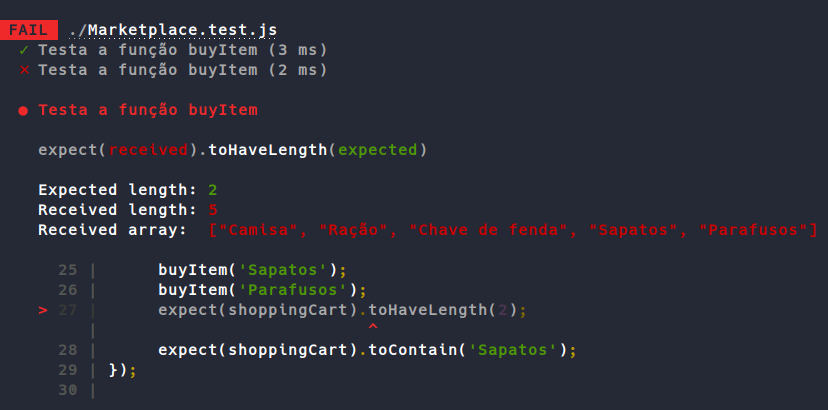 FAIL ./Marketplace.test.js
✓ Testa a função buyItem (3 ms)
✕ Testa a função buyItem (2 ms)
● Testa a função buyItem
expect(received).toHaveLength(expected)
Expected length: 2
Received length: 5
Received array: ["Camlsa", "Ração", "Chave de fenda", "Sapatos", "Parafusos"]
25 | buyItem('Sapatos');
26 | buyItem('Parafusos');
> 27 | expect(shoppingCart).toHaveLength(2);
| ^
28 | expect(shoppingCart).toContain('Sapatos');
29 | });
30 |